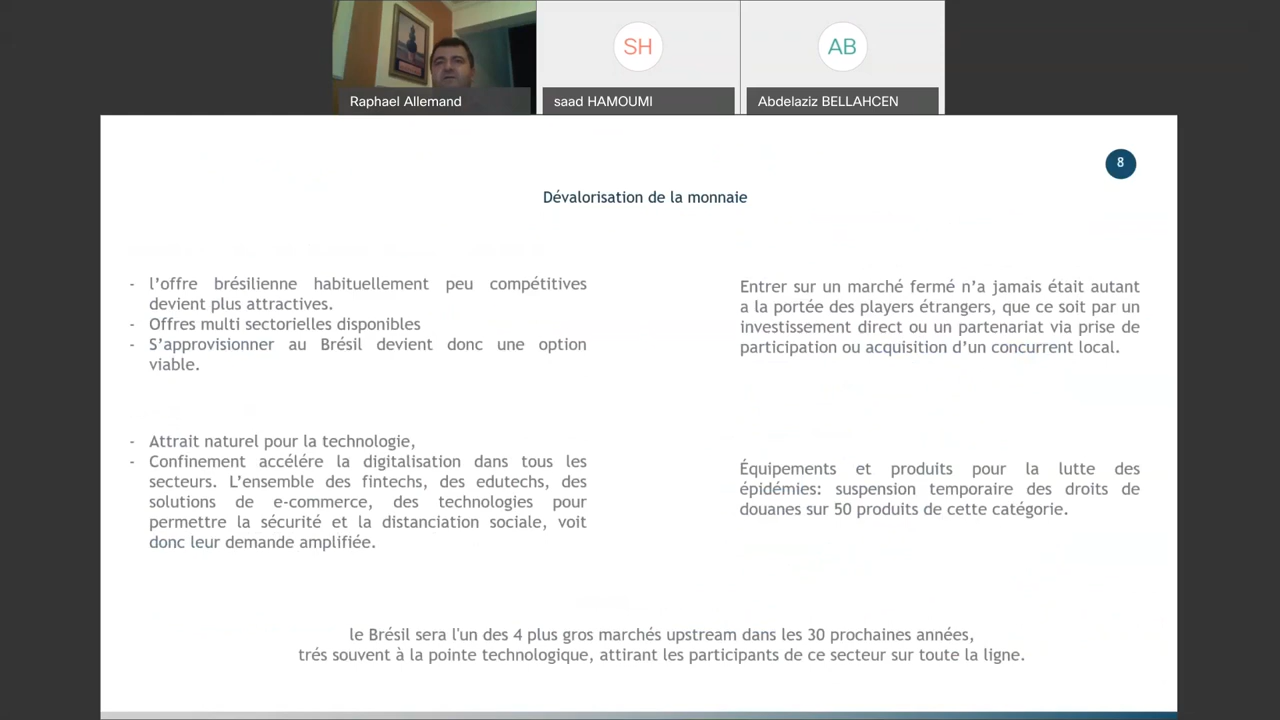 SH
AB
Raphael Allemand
saad HAMOUMI
Abdelaziz BELLAHCEN
8
Dévalorisation de la monnaie
- l’offre brésilienne habituellement peu compétitives
devient plus attractives.
- Offres multi sectorielles disponibles
- S’approvisionner au Brésil devient donc une option
viable.
Entrer sur un marché fermé n’a jamais était autant
a la portée des players étrangers, que ce soit par un
investissement direct ou un partenariat via prise de
participation ou acquisition d’un concurrent local.
- Attrait naturel pour la technologie,
- Confinement accélére la digitalisation dans tous les
secteurs. L’ensemble des fintechs, des edutechs, des
solutions de e-commerce, des technologies pour
permettre la sécurité et la distanciation sociale, voit
donc leur demande amplifiée.
Équipements et produits pour la lutte des
épidémies: suspension temporaire des droits de
douanes sur 50 produits de cette catégorie.
le Brésil sera l'un des 4 plus gros marchés upstream dans les 30 prochaines années,
trés souvent à la pointe technologique, attirant les participants de ce secteur sur toute la ligne.